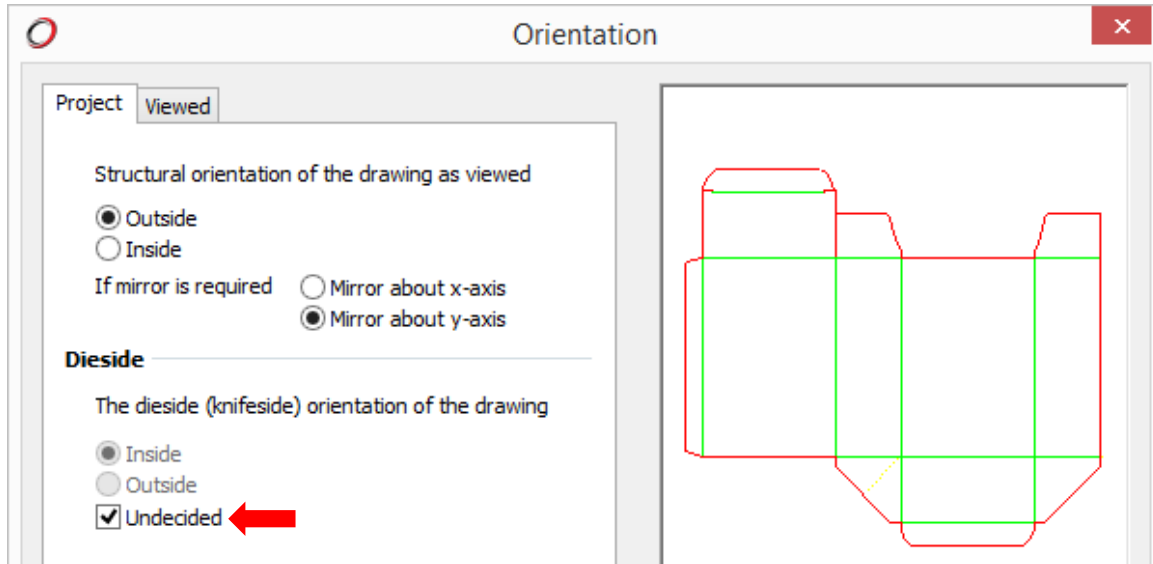 Orientation
Project
Viewed
Structural orientation of the drawing as viewed
Outside
Inside
If mirror is required
Mirror about x-axis
Mirror about y-axis
Dieside
The dieside (knifeside) orientation of the drawing
Inside
Outside
Undecided